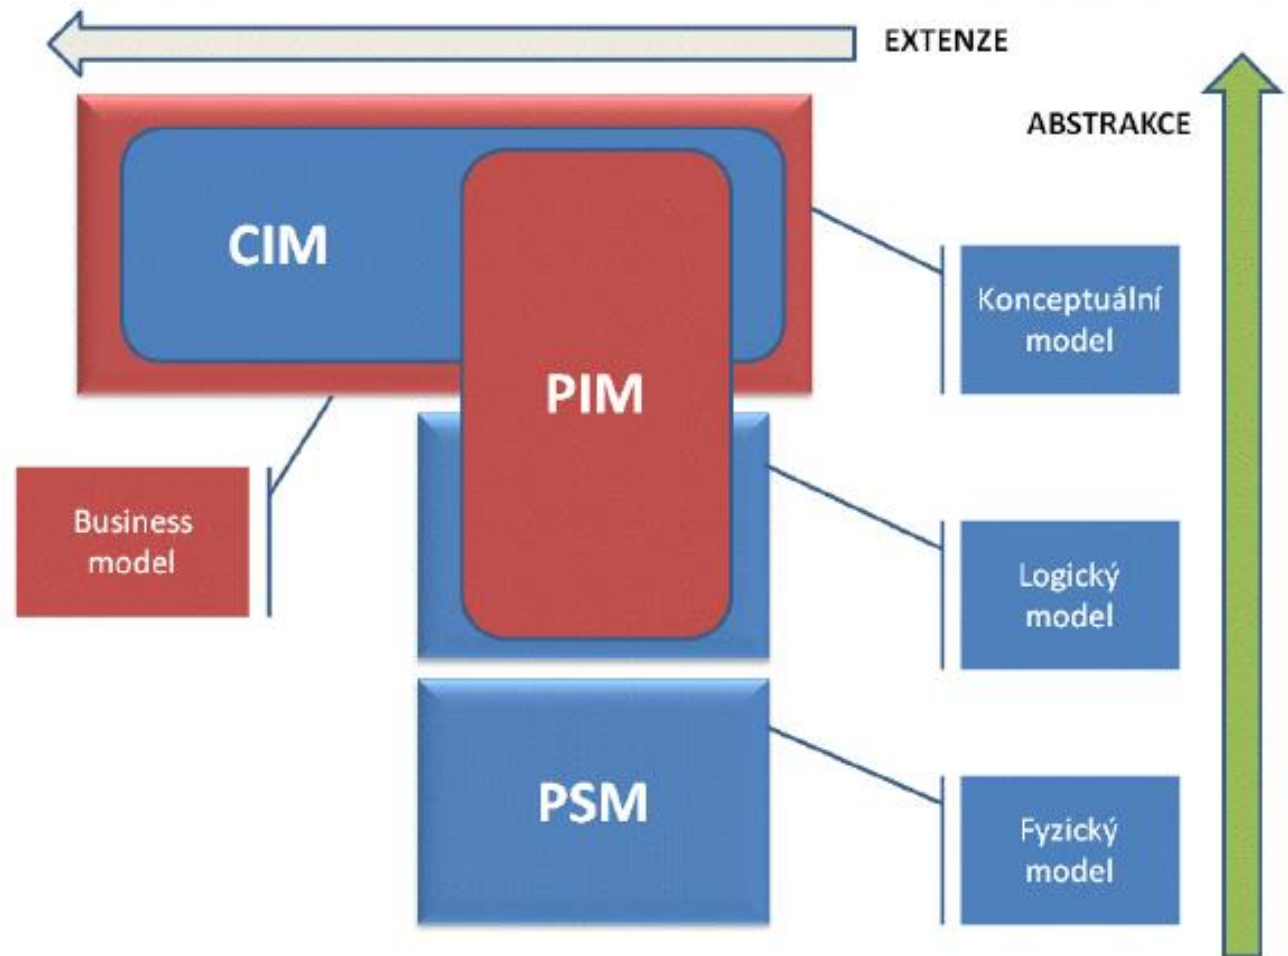 EXTENZE
ABSTRAKCE
CIM
Konceptuální
model
PIM
Business
model
Logický
model
PSM
Fyzický
model